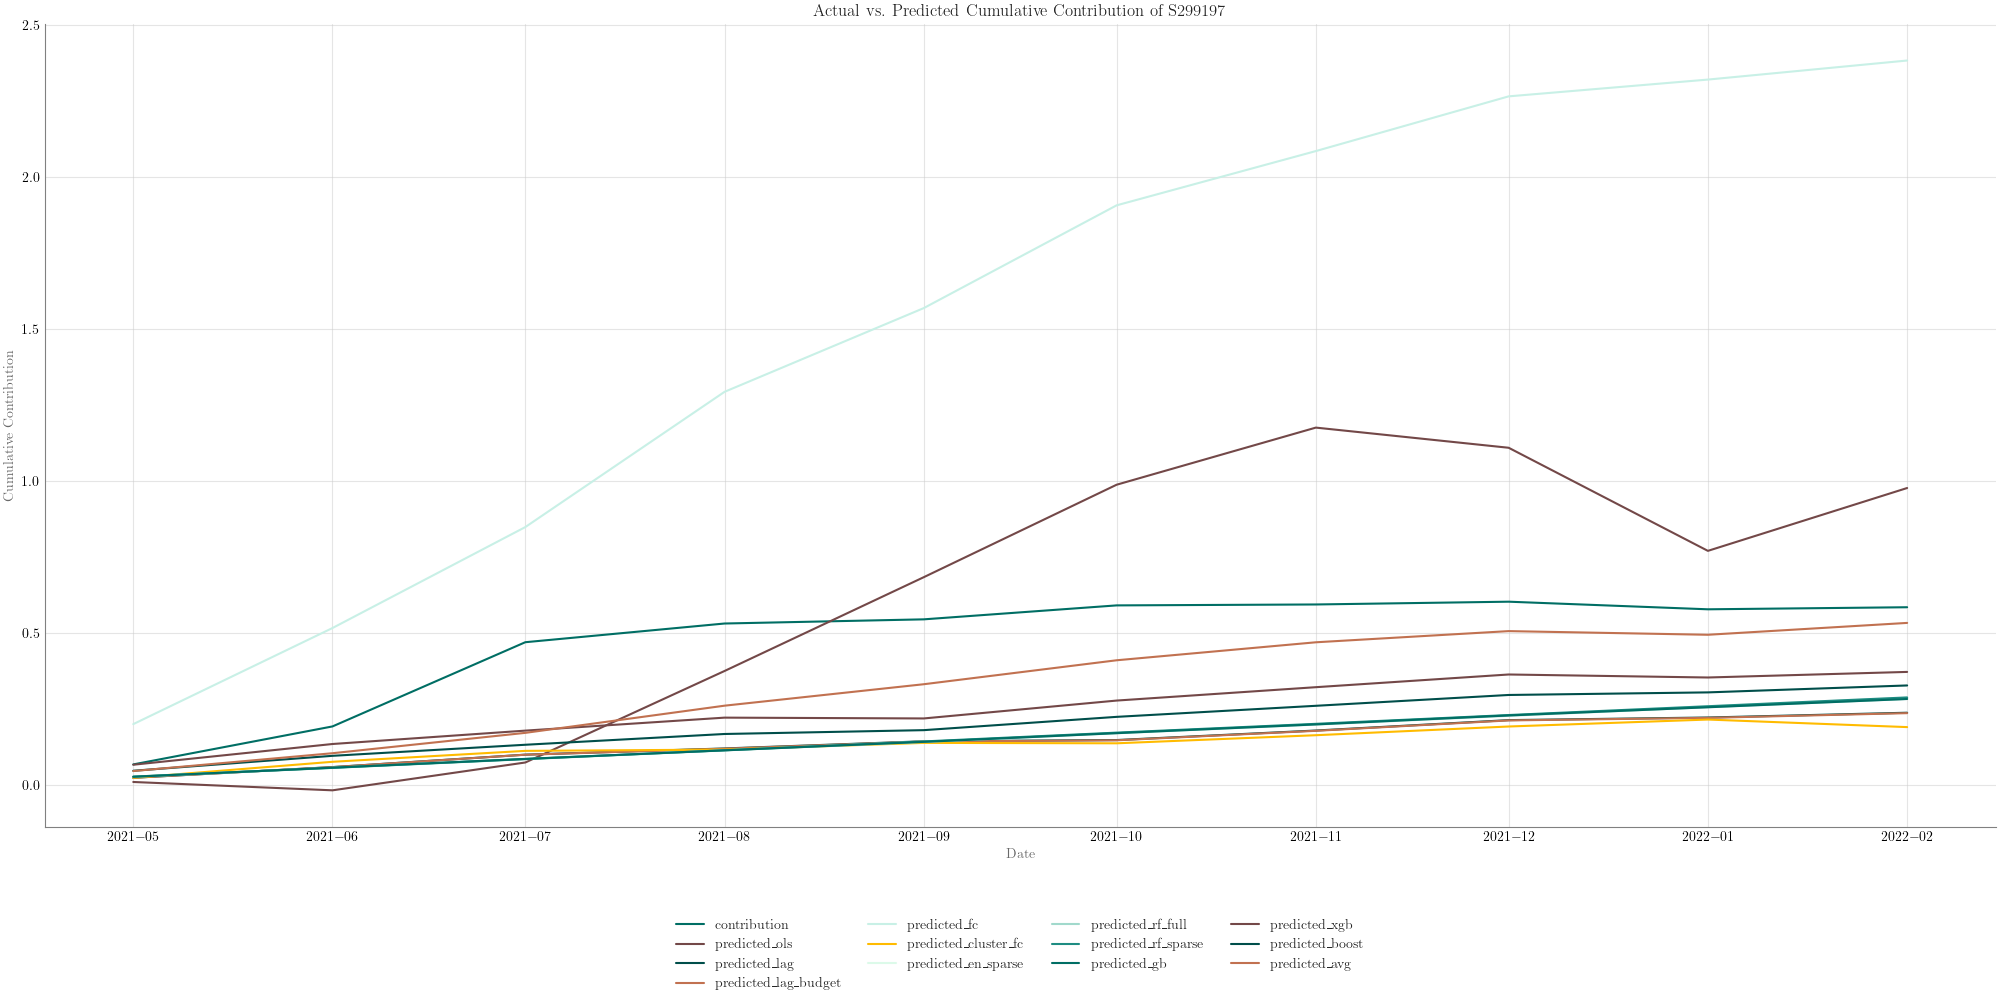 Actual vs. Predicted Cumulative Contribution of S299197
2.5
2.0
1.5
1.0
0.5
0.0
Cumulative Contribution
2021−05 2021−06 2021−07 2021−08 2021−09 2021−10 2021−11 2021−12 2022−01 2022−02
Date
contribution predicted_fc predicted_rf_full predicted_xgb
predicted_ols predicted_cluster_fc predicted_rf_sparse predicted_boost
predicted_lag predicted_en_sparse predicted_gb predicted_avg
predicted_lag_budget